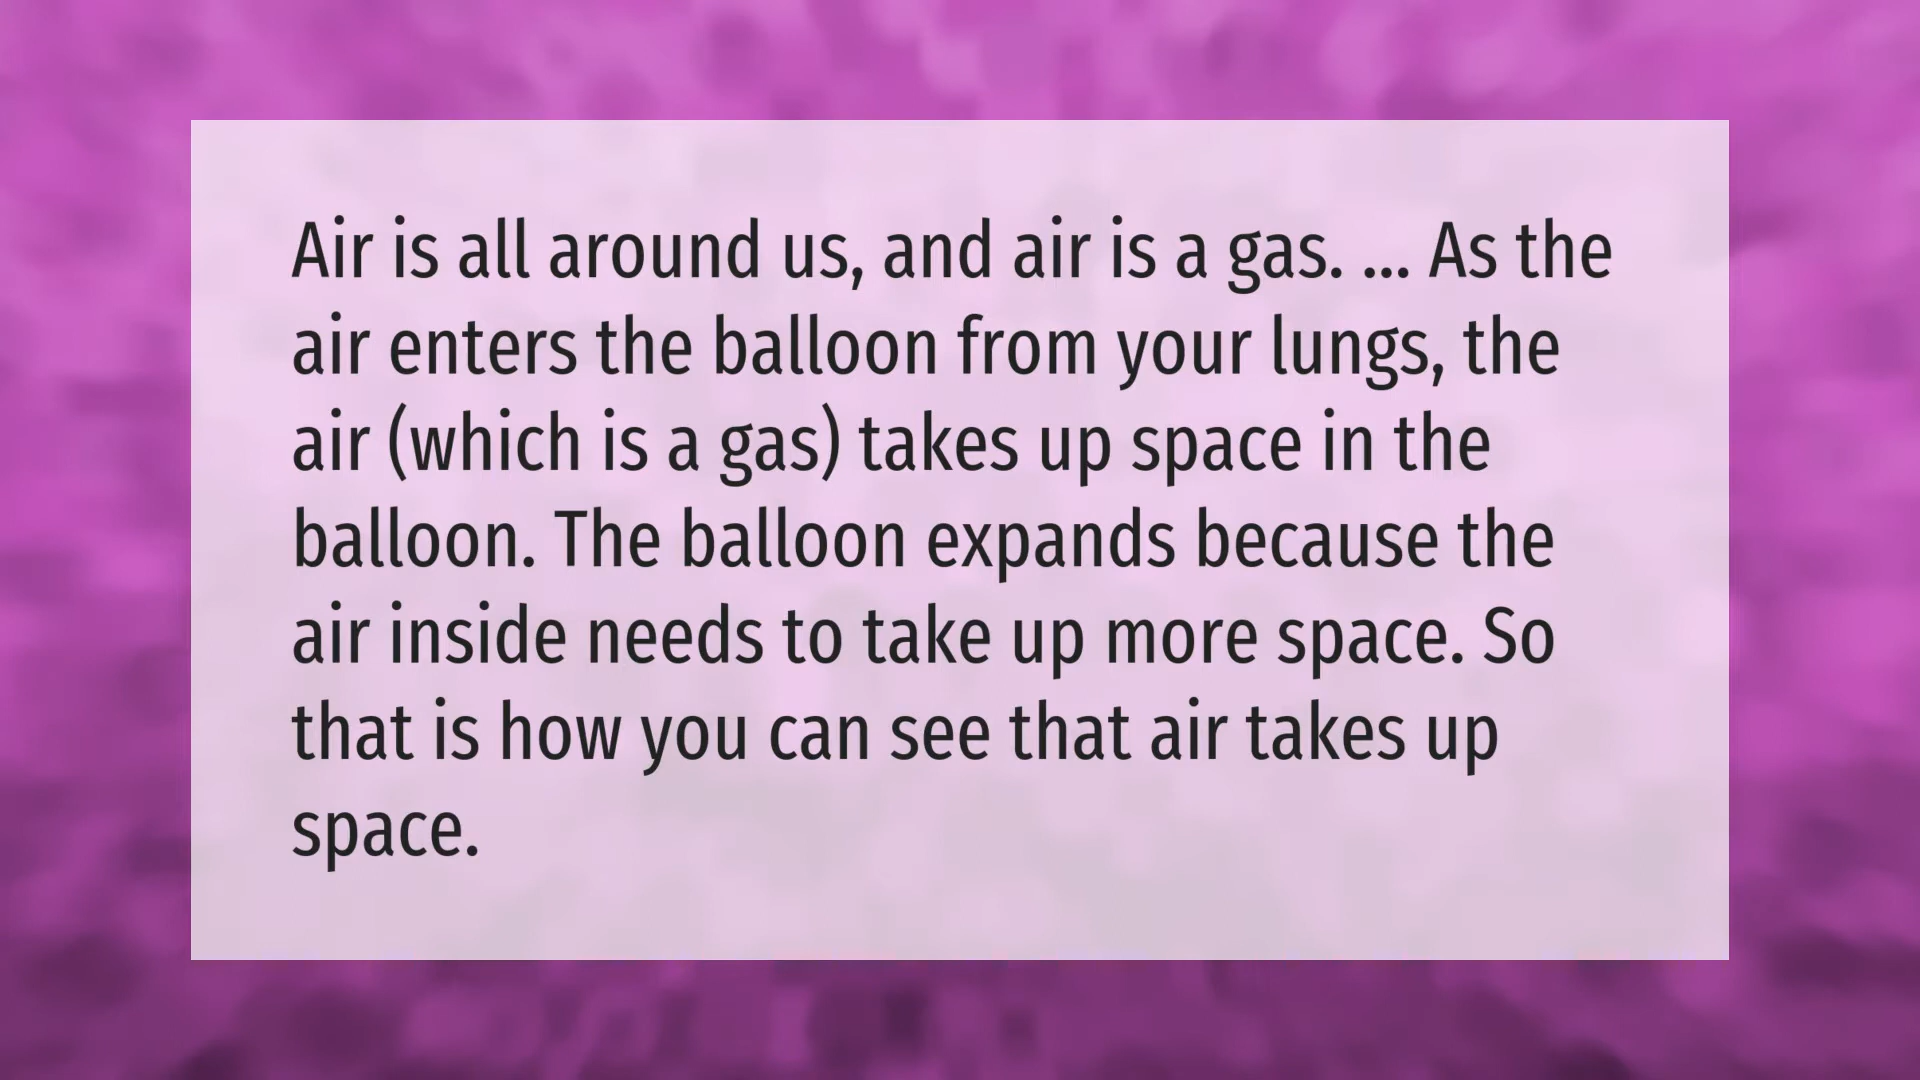 Air is all around us, and air is a gas. ... As the
air enters the balloon from your lungs, the
air (which is a gas) takes up space in the
balloon. The balloon expands because the
air inside needs to take up more space. So
that is how you can see that air takes up
space.